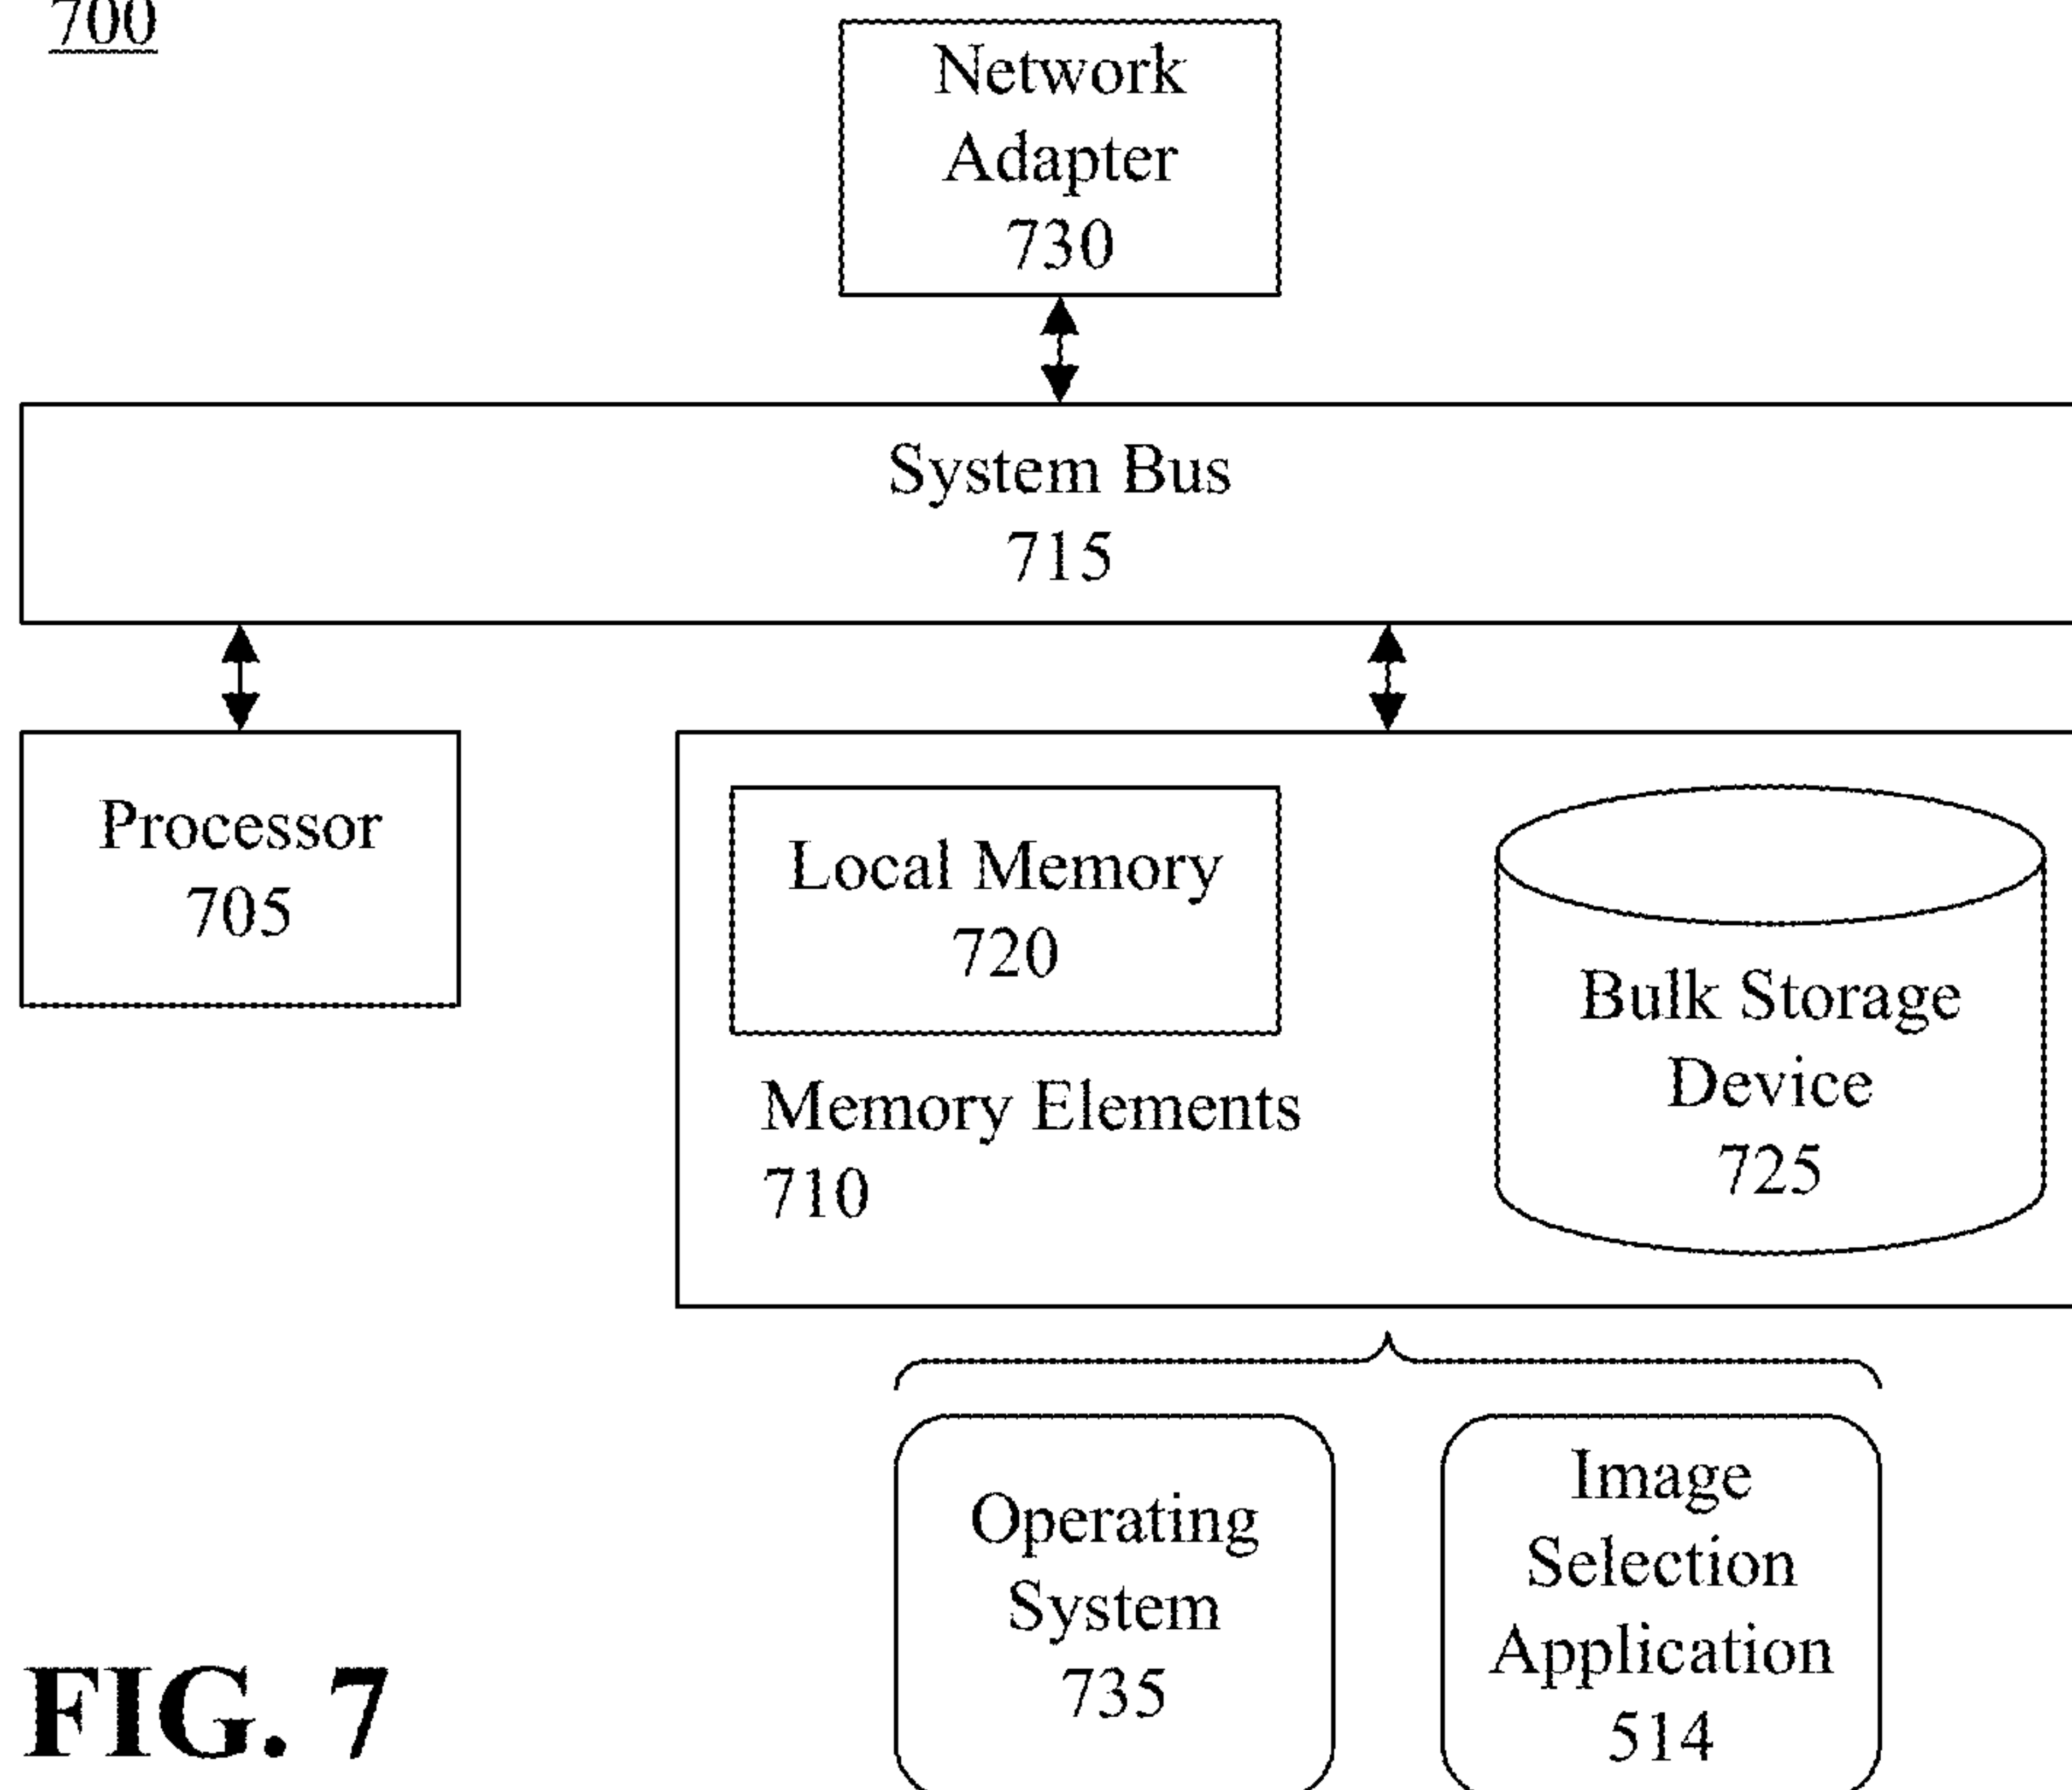 700
Network
Adapter
730
System Bus
715
Processor
705
Local Memory
720
Memory Elements
710
Bulk Storage
Device
725
Operating
System
735
Image
Selection
Application
514
FIG. 7